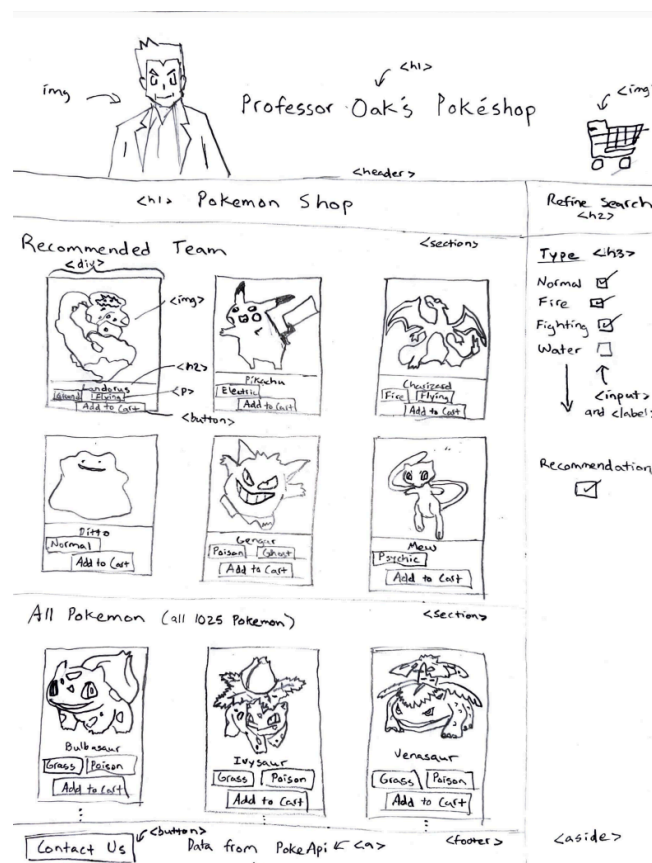 img
<h1>
<img>
Professor Oak's Pokéshop
<header>
<h1> Pokemon Shop
Refine Search
<h2>
Recommended Team
<section>
<div>
<img>
<h2>
<p>
<button>
Landorus
Ground Flying
Add to Cart
Pikachu
Electric
Add to Cart
Charizard
Fire Flying
Add to Cart
Type <h3>
Normal
Fire
Fighting
Water
<input>
and <label>
Recommendation
Ditto
Normal
Add to Cart
Gengar
Poison Ghost
Add to Cart
Mew
Psychic
Add to Cart
All Pokemon (all 1025 Pokemon)
<section>
Bulbasaur
Grass Poison
Add to Cart
Ivysaur
Grass Poison
Add to Cart
Venasaur
Grass Poison
Add to Cart
Contact Us
<button>
Data from PokeApi <a>
<footer>
<aside>